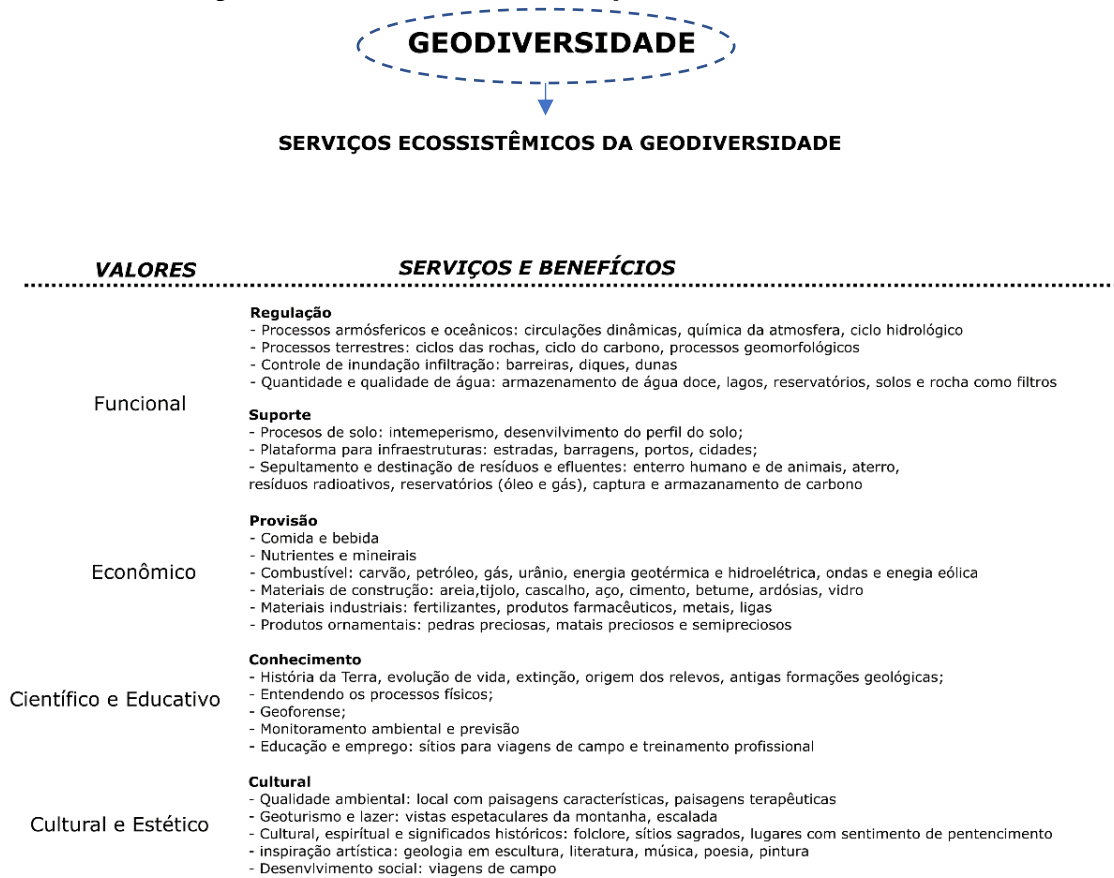 GEODIVERSIDADE
SERVIÇOS ECOSSISTÊMICOS DA GEODIVERSIDADE
VALORES SERVIÇOS E BENEFÍCIOS
Regulação
- Processos armósfericos e oceânicos: circulações dinâmicas, química da atmosfera, ciclo hidrológico
- Processos terrestres: ciclos das rochas, ciclo do carbono, processos geomorfológicos
- Controle de inundação infiltração: barreiras, diques, dunas
- Quantidade e qualidade de água: armazenamento de água doce, lagos, reservatórios, solos e rocha como filtros
Funcional
Suporte
- Procesos de solo: intemeperismo, desenvilvimento do perfil do solo;
- Plataforma para infraestruturas: estradas, barragens, portos, cidades;
- Sepultamento e destinação de resíduos e efluentes: enterro humano e de animais, aterro,
resíduos radioativos, reservatórios (óleo e gás), captura e armazanamento de carbono
Provisão
- Comida e bebida
- Nutrientes e mineirais
Econômico
- Combustível: carvão, petróleo, gás, urânio, energia geotérmica e hidroelétrica, ondas e enegia eólica
- Materiais de construção: areia,tijolo, cascalho, aço, cimento, betume, ardósias, vidro
- Materiais industriais: fertilizantes, produtos farmacêuticos, metais, ligas
- Produtos ornamentais: pedras preciosas, matais preciosos e semipreciosos
Conhecimento
- História da Terra, evolução de vida, extinção, origem dos relevos, antigas formações geológicas;
- Entendendo os processos físicos;
Científico e Educativo
- Geoforense;
- Monitoramento ambiental e previsão
- Educação e emprego: sítios para viagens de campo e treinamento profissional
Cultural
- Qualidade ambiental: local com paisagens características, paisagens terapêuticas
- Geoturismo e lazer: vistas espetaculares da montanha, escalada
Cultural e Estético
- Cultural, espirítual e significados históricos: folclore, sítios sagrados, lugares com sentimento de pentencimento
- inspiração artística: geologia em escultura, literatura, música, poesia, pintura
- Desenvlvimento social: viagens de campo